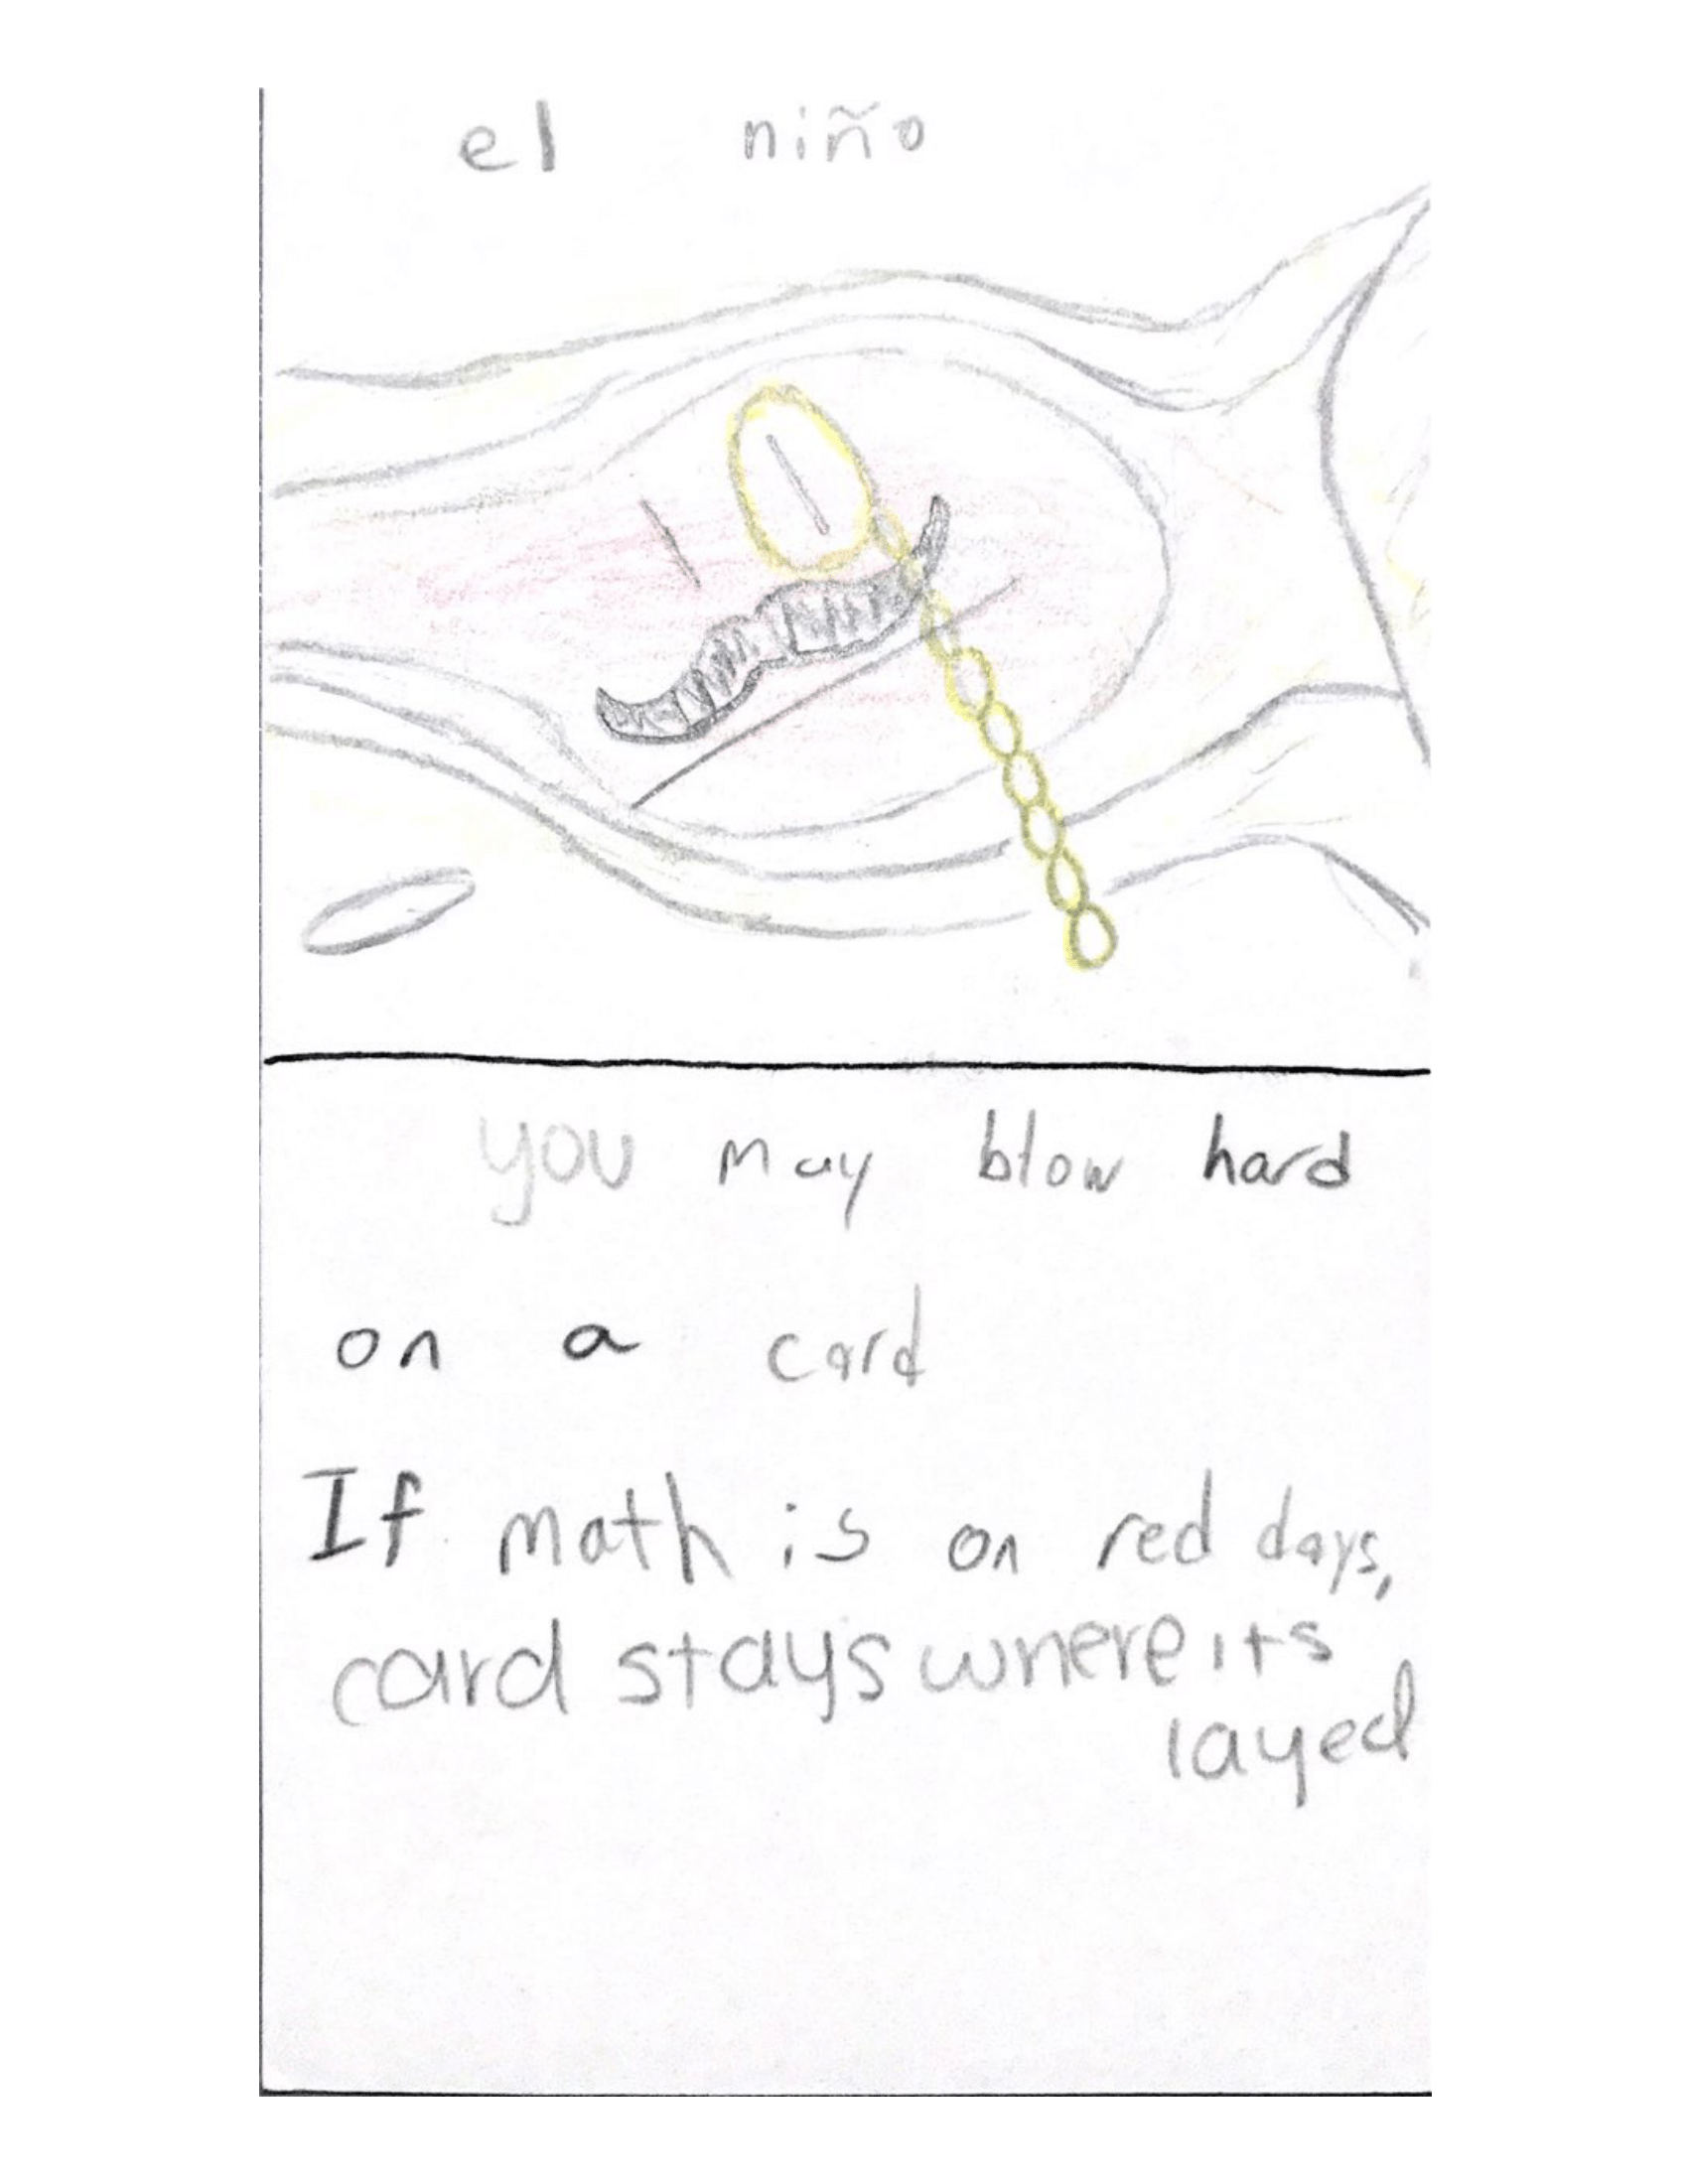 el niño
you may blow hard
on a card
If math is on red days,
card stays where its
layed